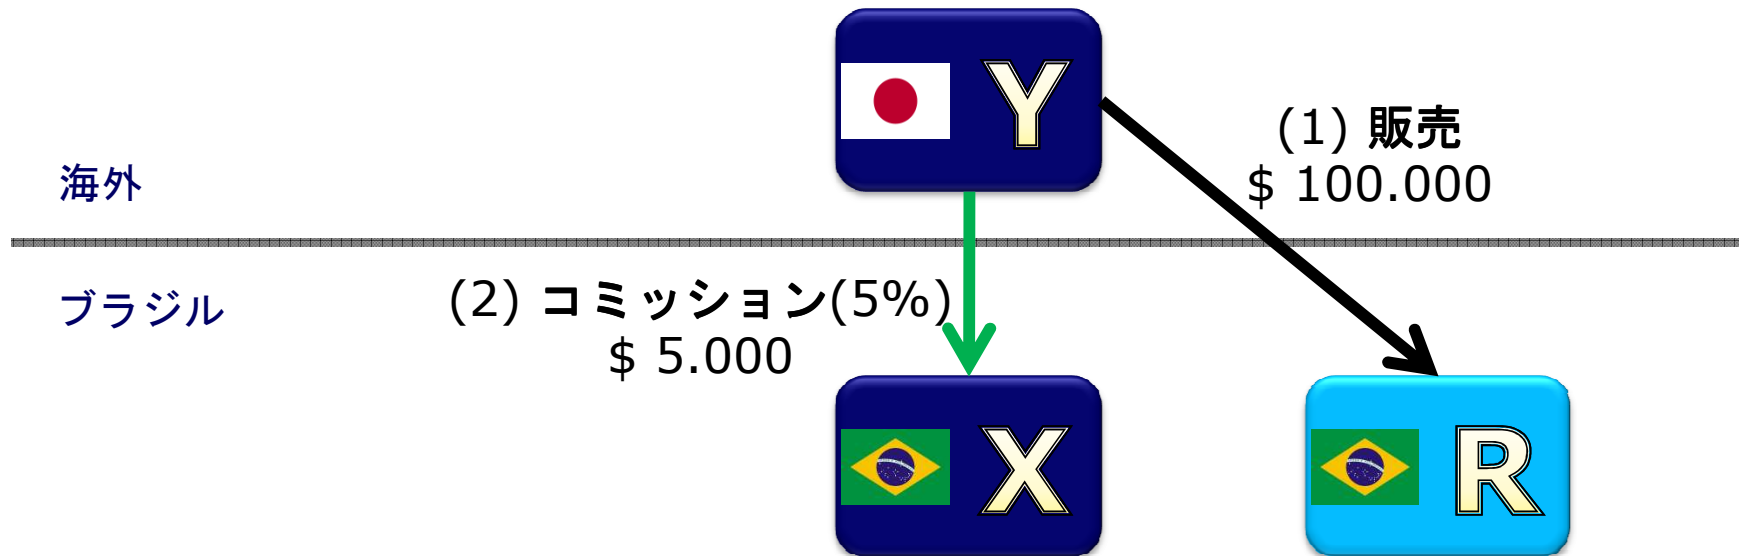 Y
(1) 販売
$ 100.000
海外
ブラジル
(2) コミッション(5%)
$ 5.000
X
R